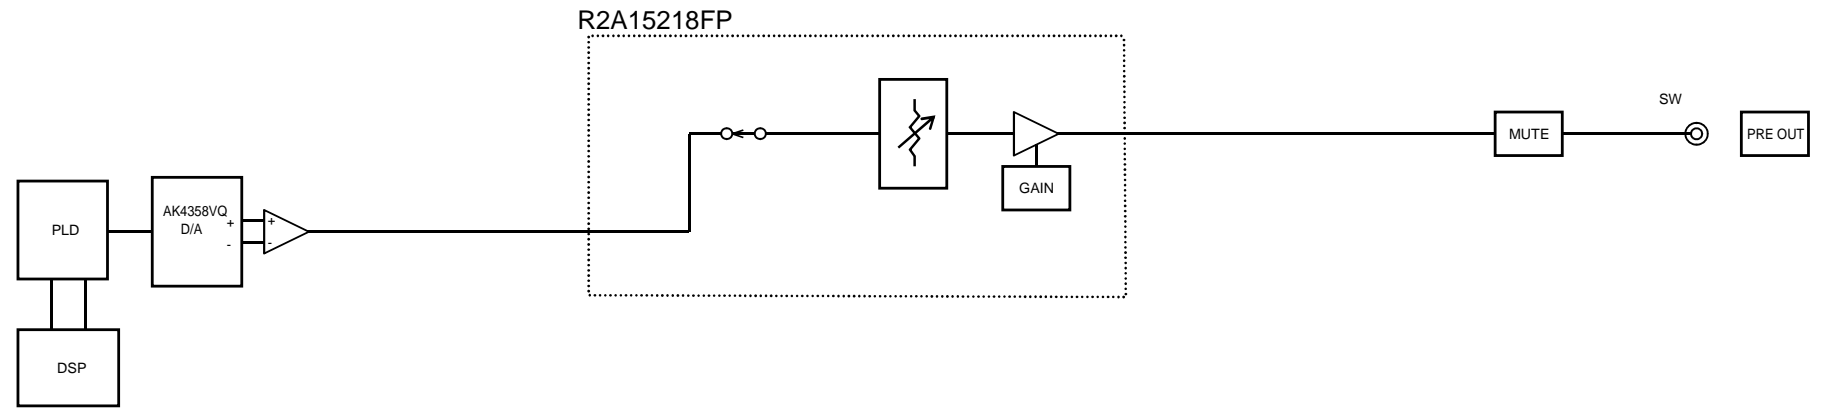 R2A15218FP
SW
MUTE
PRE OUT
GAIN
PLD
AK4358VQ
D/A
+
-
+
-
DSP